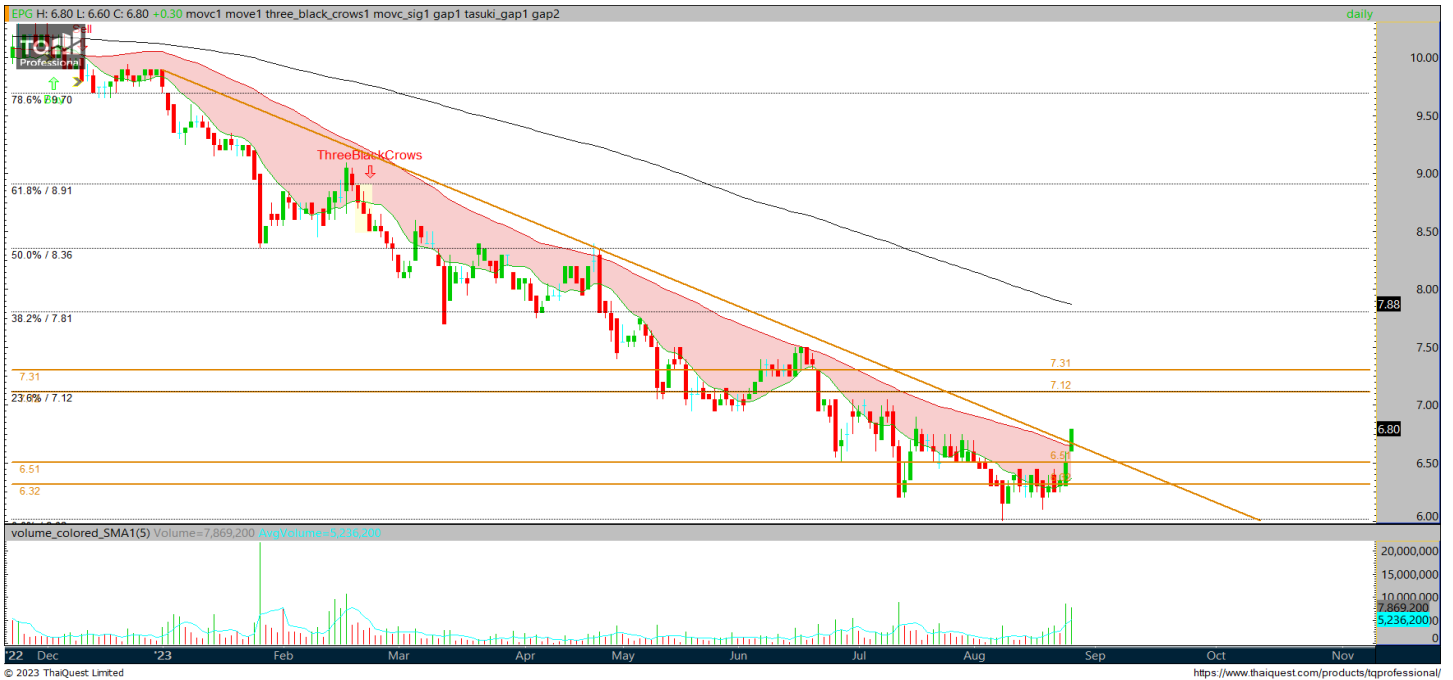 EPG H: 6.80 L: 6.60 C: 6.80 +0.30 movc1 move1 three_black_crows1 movc_sig1 gap1 tasuki_gap1 gap2
daily
Professional
78.6% / 9.70
ThreeBlackCrows
61.8% / 8.91
50.0% / 8.36
38.2% / 7.81
7.31
7.31
7.12
23.6% / 7.12
6.51
6.51
6.32
10.00
9.50
9.00
8.50
8.00
7.88
7.50
7.00
6.80
6.50
6.00
volume_colored_SMA1(5) Volume=7,869,200 AvgVolume=5,236,200
20,000,000
15,000,000
10,000,000
7,869,200
5,236,200
0
'22 Dec '23 Feb Mar Apr May Jun Jul Aug Sep Oct Nov
© 2023 ThaiQuest Limited
https://www.thaiquest.com/products/tqprofessional/